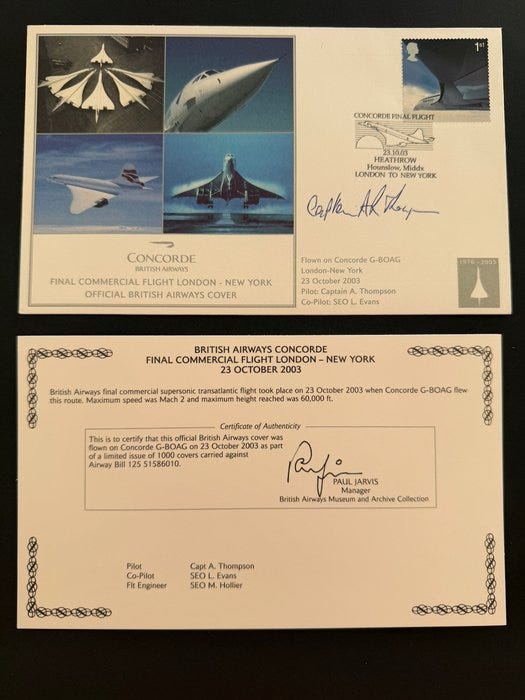 1st
CONCORDE FINAL FLIGHT
23.10.03
HEATHROW
Hounslow, Middx
LONDON TO NEW YORK
Captain A R Thompson
CONCORDE
BRITISH AIRWAYS
FINAL COMMERCIAL FLIGHT LONDON - NEW YORK
OFFICIAL BRITISH AIRWAYS COVER
Flown on Concorde G-BOAG
London-New York
23 October 2003
Pilot: Captain A. Thompson
Co-Pilot: SEO L. Evans
1976 - 2003
BRITISH AIRWAYS CONCORDE
FINAL COMMERCIAL FLIGHT LONDON – NEW YORK
23 OCTOBER 2003
British Airways final commercial supersonic transatlantic flight took place on 23 October 2003 when Concorde G-BOAG flew
this route. Maximum speed was Mach 2 and maximum height reached was 60,000 ft.
Certificate of Authenticity
This is to certify that this official British Airways cover was
flown on Concorde G-BOAG on 23 October 2003 as part
of a limited issue of 1000 covers carried against
Airway Bill 125 51586010.
PAUL JARVIS
Manager
British Airways Museum and Archive Collection
Pilot Capt A. Thompson
Co-Pilot SEO L. Evans
Flt Engineer SEO M. Hollier